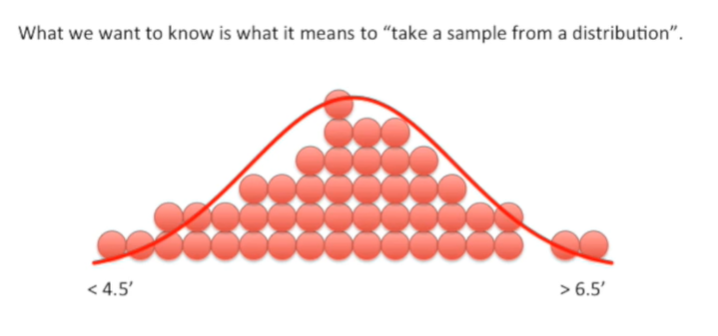 What we want to know is what it means to “take a sample from a distribution”.
< 4.5′
> 6.5′